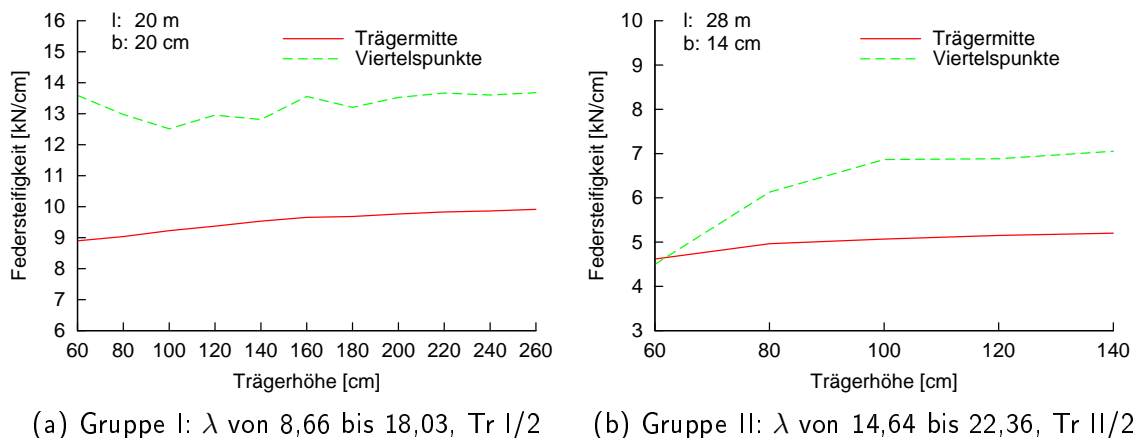 16
15
14
13
12
11
10
9
8
7
6
Federsteifigkeit [kN/cm]
l: 20 m
b: 20 cm
Trägermitte
Viertelspunkte
60 80 100 120 140 160 180 200 220 240 260
Trägerhöhe [cm]
(a) Gruppe I: λ von 8,66 bis 18,03, Tr I/2
10
9
8
7
6
5
4
3
Federsteifigkeit [kN/cm]
l: 28 m
b: 14 cm
Trägermitte
Viertelspunkte
60 80 100 120 140
Trägerhöhe [cm]
(b) Gruppe II: λ von 14,64 bis 22,36, Tr II/2